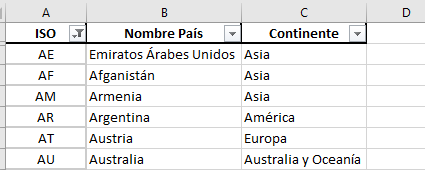 A B C D
ISO Nombre País Continente
AE Emiratos Árabes Unidos Asia
AF Afganistán Asia
AM Armenia Asia
AR Argentina América
AT Austria Europa
AU Australia Australia y Oceanía